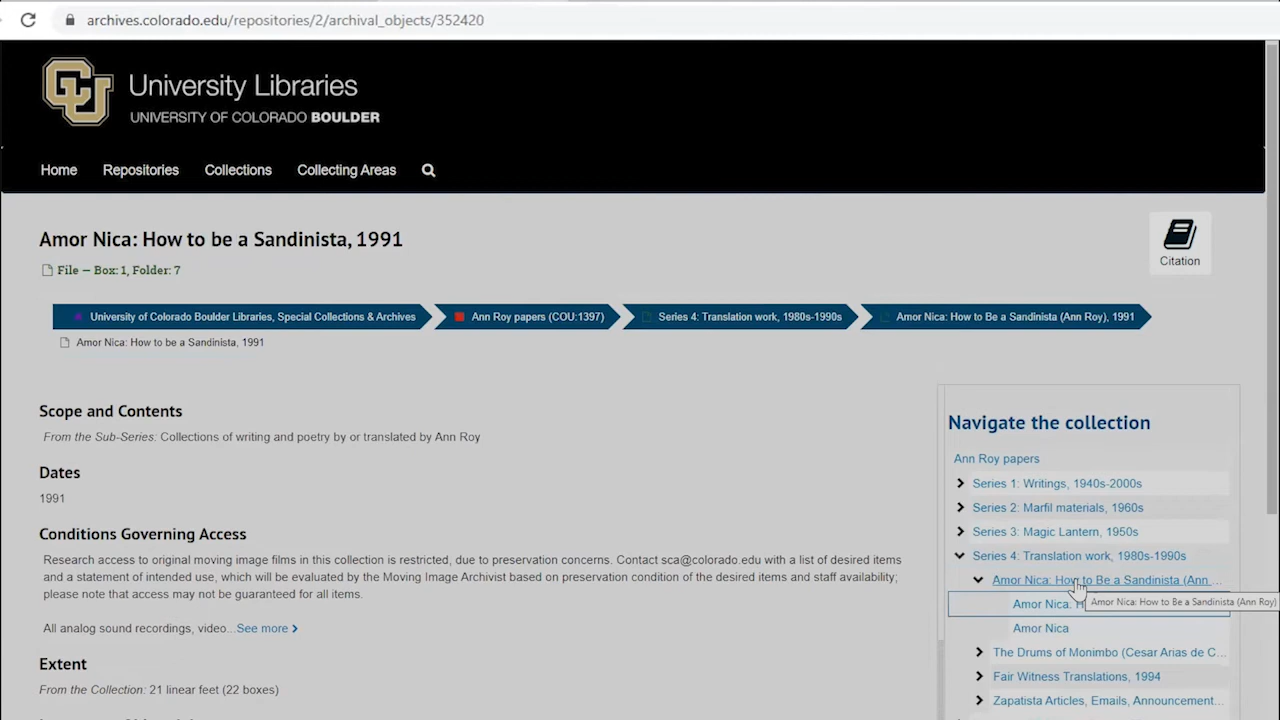 archives.colorado.edu/repositories/2/archival_objects/352420
CU
University Libraries
UNIVERSITY OF COLORADO BOULDER
Home Repositories Collections Collecting Areas
Amor Nica: How to be a Sandinista, 1991
Citation
File — Box: 1, Folder: 7
University of Colorado Boulder Libraries, Special Collections & Archives
Ann Roy papers (COU:1397)
Series 4: Translation work, 1980s-1990s
Amor Nica: How to Be a Sandinista (Ann Roy), 1991
Amor Nica: How to be a Sandinista, 1991
Scope and Contents
From the Sub-Series: Collections of writing and poetry by or translated by Ann Roy
Dates
1991
Conditions Governing Access
Research access to original moving image films in this collection is restricted, due to preservation concerns. Contact sca@colorado.edu with a list of desired items
and a statement of intended use, which will be evaluated by the Moving Image Archivist based on preservation condition of the desired items and staff availability;
please note that access may not be guaranteed for all items.
All analog sound recordings, video...See more
Extent
From the Collection: 21 linear feet (22 boxes)
Navigate the collection
Ann Roy papers
Series 1: Writings, 1940s-2000s
Series 2: Marfil materials, 1960s
Series 3: Magic Lantern, 1950s
Series 4: Translation work, 1980s-1990s
Amor Nica: How to Be a Sandinista (Ann ...
Amor Nica: H
Amor Nica: How to Be a Sandinista (Ann Roy)
Amor Nica
The Drums of Monimbo (Cesar Arias de C...
Fair Witness Translations, 1994
Zapatista Articles, Emails, Announcement...